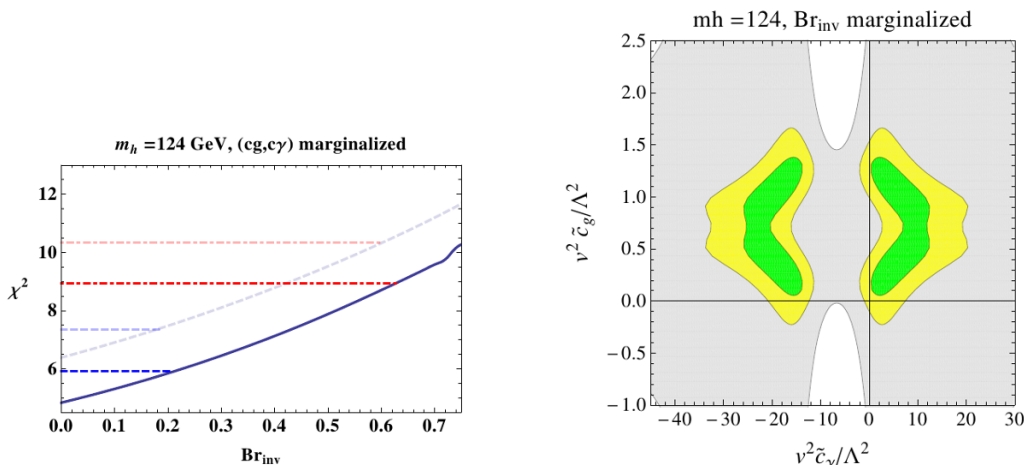 m_h =124 GeV, (cg,cγ) marginalized
12
10
χ²
8
6
0.0 0.1 0.2 0.3 0.4 0.5 0.6 0.7
Br_inv
mh =124, Br_inv marginalized
2.5
2.0
1.5
v² c̃_g/Λ²
1.0
0.5
0.0
−0.5
−1.0
−40 −30 −20 −10 0 10 20 30
v² c̃_γ/Λ²